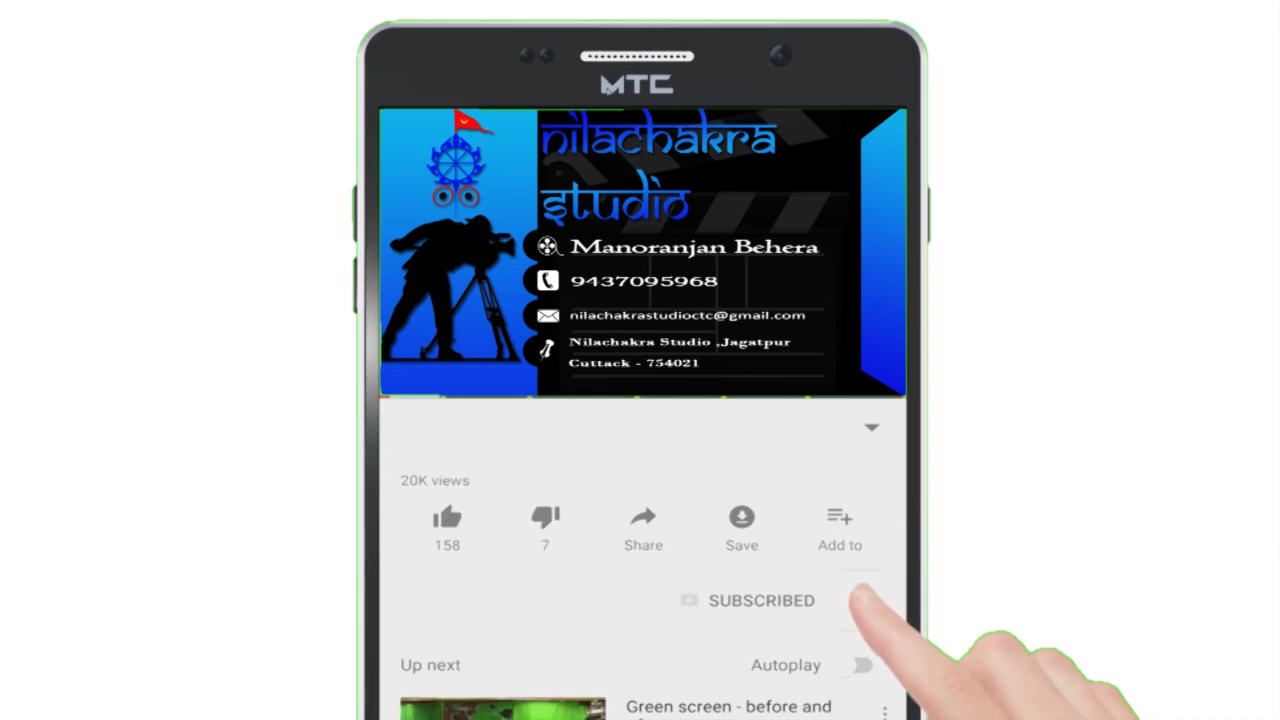 MTC
nilachakra
studio
Manoranjan Behera
9437095968
nilachakrastudioctc@gmail.com
Nilachakra Studio ,Jagatpur
Cuttack - 754021
20K views
158
7
Share
Save
Add to
SUBSCRIBED
Up next
Autoplay
Green screen - before and